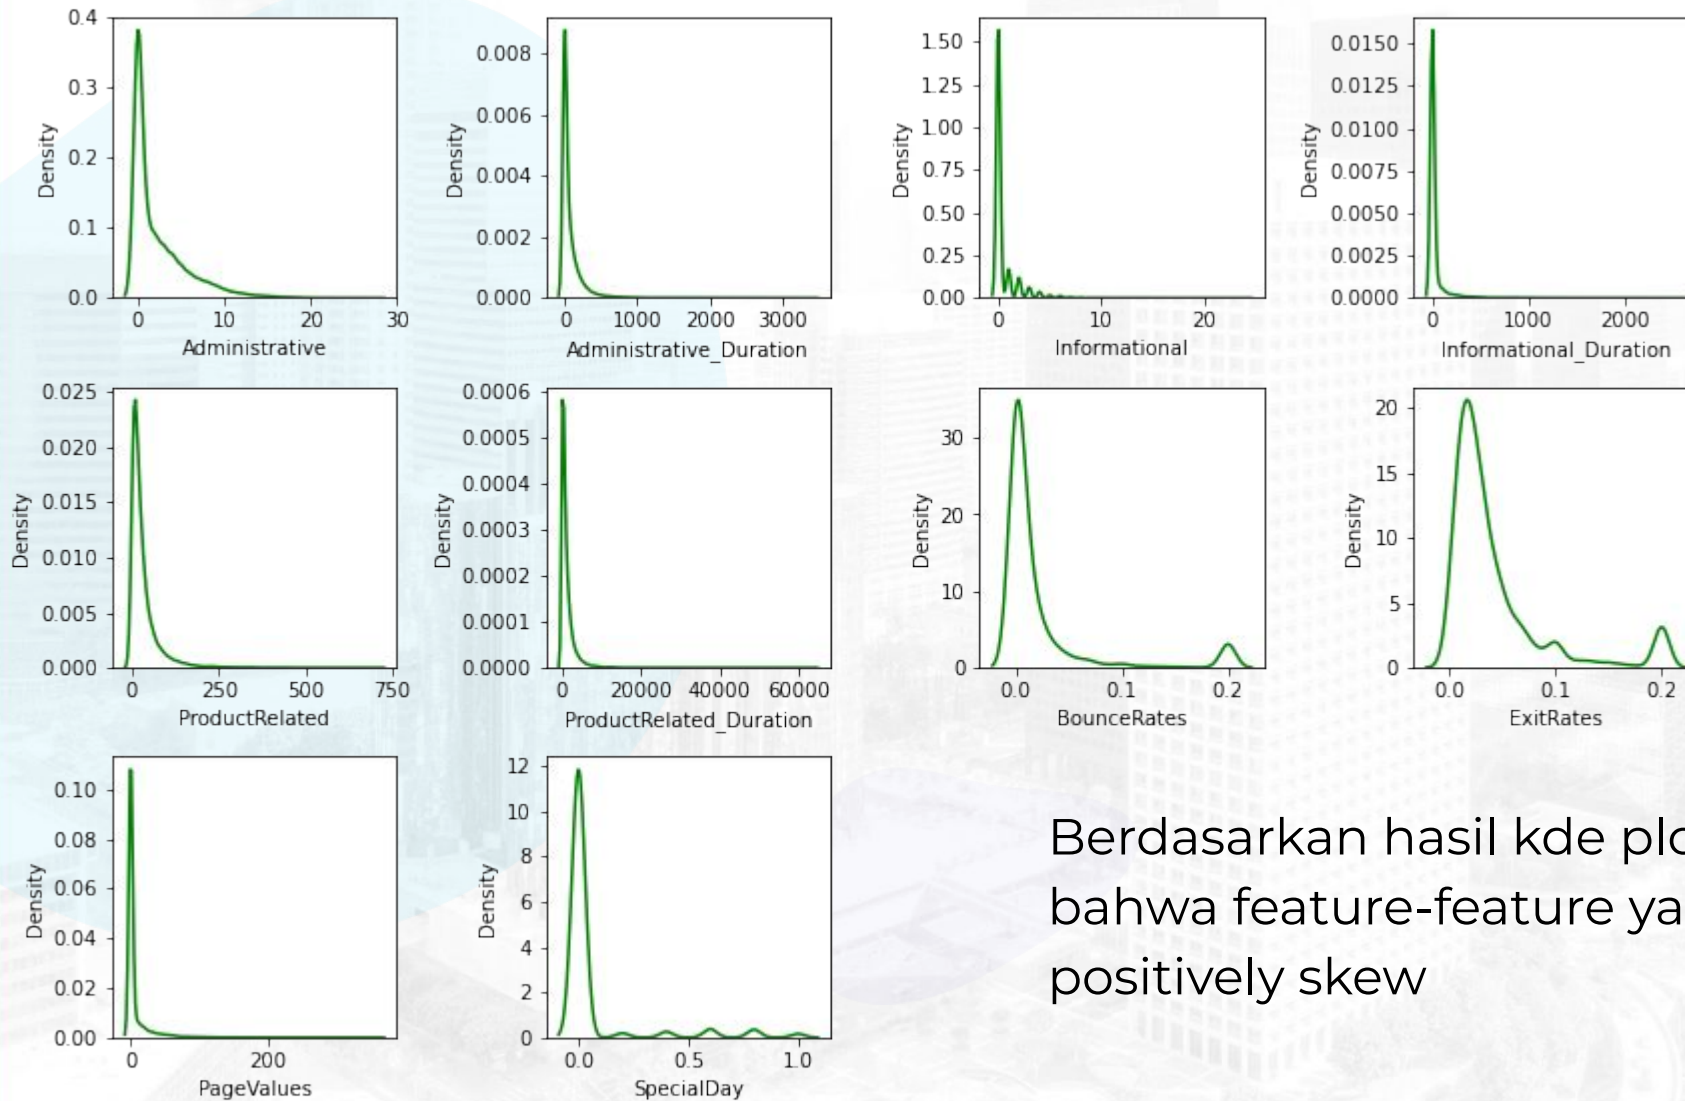 0.4
0.3
0.2
0.1
0.0
Density
0 10 20 30
Administrative
0.008
0.006
0.004
0.002
0.000
Density
0 1000 2000 3000
Administrative_Duration
1.50
1.25
1.00
0.75
0.50
0.25
0.00
Density
0 10 20
Informational
0.0150
0.0125
0.0100
0.0075
0.0050
0.0025
0.0000
Density
0 1000 2000
Informational_Duration
0.025
0.020
0.015
0.010
0.005
0.000
Density
0 250 500 750
ProductRelated
0.0006
0.0005
0.0004
0.0003
0.0002
0.0001
0.0000
Density
0 20000 40000 60000
ProductRelated_Duration
30
20
10
0
Density
0.0 0.1 0.2
BounceRates
20
15
10
5
0
Density
0.0 0.1 0.2
ExitRates
0.10
0.08
0.06
0.04
0.02
0.00
Density
0 200
PageValues
12
10
8
6
4
2
0
Density
0.0 0.5 1.0
SpecialDay
Berdasarkan hasil kde
bahwa feature-feature
positively skew